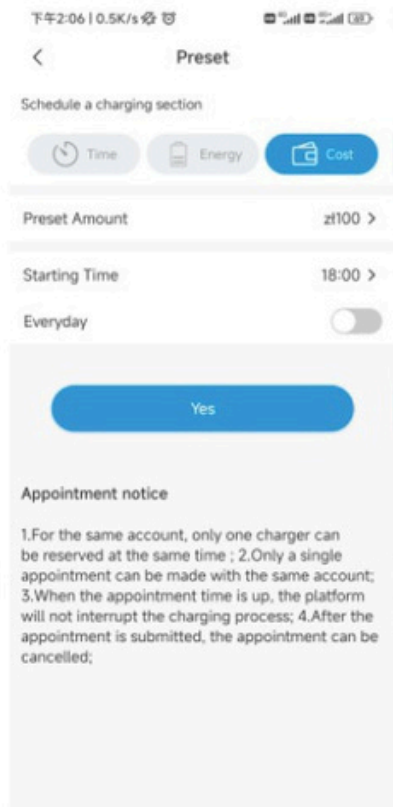 下午2:06 | 0.5K/s
Preset
Schedule a charging section
Time Energy Cost
Preset Amount zł100 >
Starting Time 18:00 >
Everyday
Yes
Appointment notice
1.For the same account, only one charger can
be reserved at the same time ; 2.Only a single
appointment can be made with the same account;
3.When the appointment time is up, the platform
will not interrupt the charging process; 4.After the
appointment is submitted, the appointment can be
cancelled;